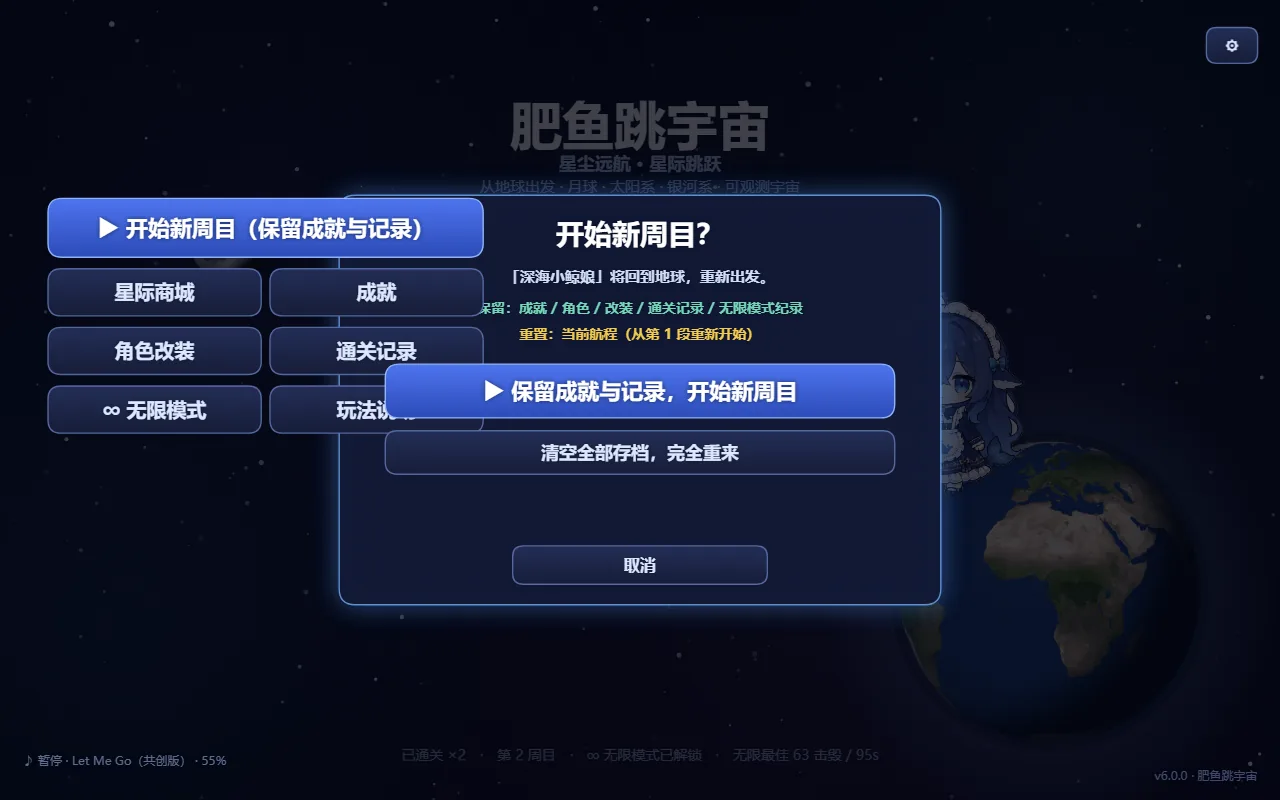 ⚙
肥鱼跳宇宙
星尘远航 · 星际跳跃
从地球出发 · 月球 · 太阳系 · 银河系 · 可观测宇宙
▶ 开始新周目（保留成就与记录）
开始新周目？
「深海小鲸娘」将回到地球，重新出发。
星际商城
成就
保留：成就 / 角色 / 改装 / 通关记录 / 无限模式纪录
重置：当前航程（从第 1 段重新开始）
角色改装
通关记录
▶ 保留成就与记录，开始新周目
∞ 无限模式
玩法说明
清空全部存档，完全重来
取消
已通关 ×2 · 第 2 周目 · ∞ 无限模式已解锁 · 无限最佳 63 击毁 / 95s
♪ 暂停 · Let Me Go（共创版） · 55%
v6.0.0 · 肥鱼跳宇宙